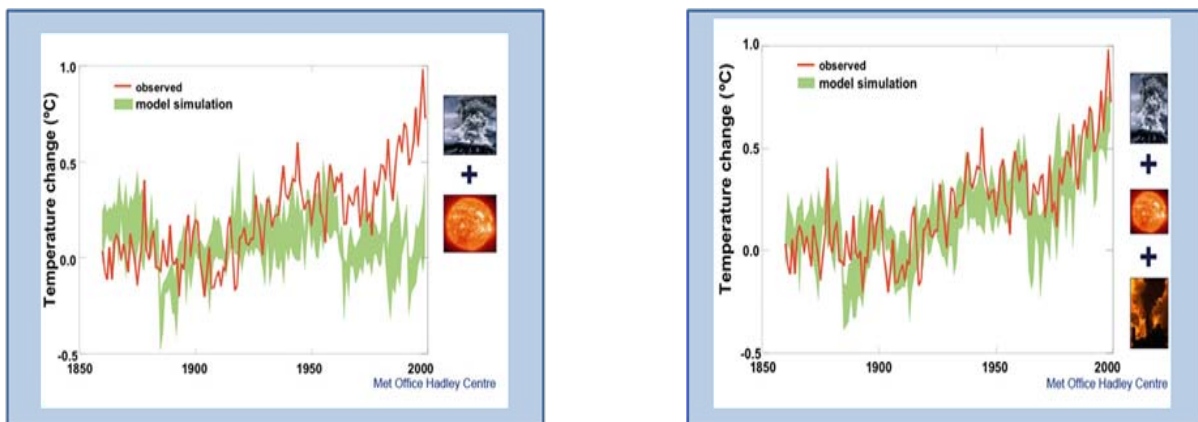 1.0
observed
model simulation
Temperature change (ºC)
0.5
0.0
-0.5
1850
1900
1950
2000
Met Office Hadley Centre
1.0
observed
model simulation
Temperature change (ºC)
0.5
0.0
-0.5
1850
1900
1950
2000
Met Office Hadley Centre